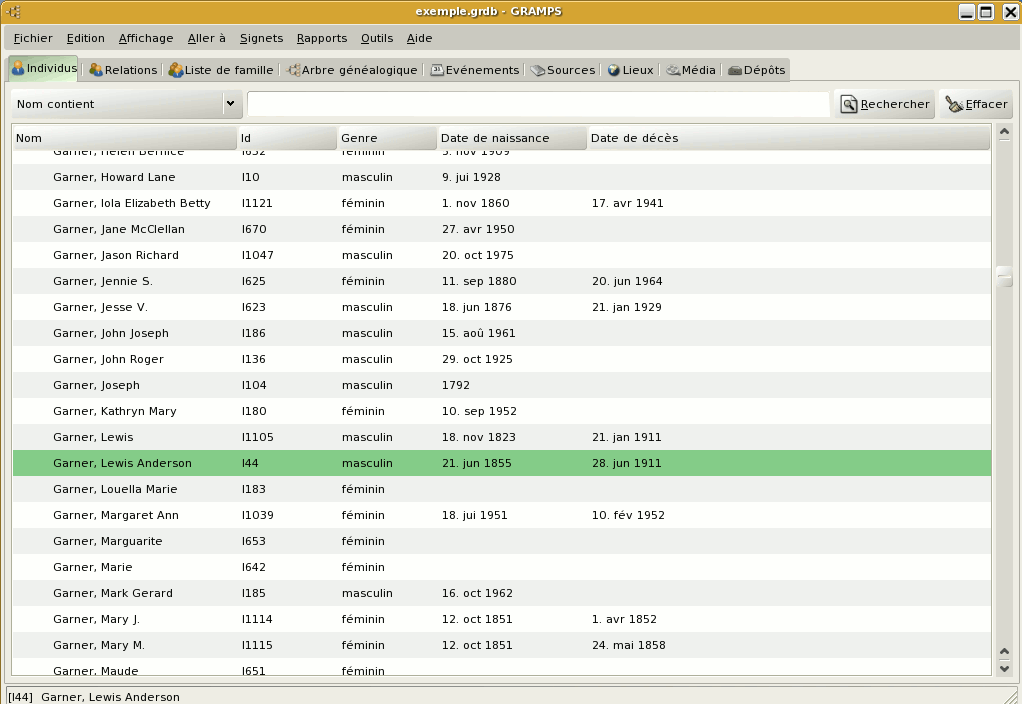 exemple.grdb - GRAMPS
Fichier Edition Affichage Aller à Signets Rapports Outils Aide
Individus Relations Liste de famille Arbre généalogique Evénements Sources Lieux Média Dépôts
Nom contient Rechercher Effacer
Nom Id Genre Date de naissance Date de décès
Garner, Helen Bernice I652 féminin 5. nov 1909
Garner, Howard Lane I10 masculin 9. jui 1928
Garner, Iola Elizabeth Betty I1121 féminin 1. nov 1860 17. avr 1941
Garner, Jane McClellan I670 féminin 27. avr 1950
Garner, Jason Richard I1047 masculin 20. oct 1975
Garner, Jennie S. I625 féminin 11. sep 1880 20. jun 1964
Garner, Jesse V. I623 masculin 18. jun 1876 21. jan 1929
Garner, John Joseph I186 masculin 15. aoû 1961
Garner, John Roger I136 masculin 29. oct 1925
Garner, Joseph I104 masculin 1792
Garner, Kathryn Mary I180 féminin 10. sep 1952
Garner, Lewis I1105 masculin 18. nov 1823 21. jan 1911
Garner, Lewis Anderson I44 masculin 21. jun 1855 28. jun 1911
Garner, Louella Marie I183 féminin
Garner, Margaret Ann I1039 féminin 18. jui 1951 10. fév 1952
Garner, Marguarite I653 féminin
Garner, Marie I642 féminin
Garner, Mark Gerard I185 masculin 16. oct 1962
Garner, Mary J. I1114 féminin 12. oct 1851 1. avr 1852
Garner, Mary M. I1115 féminin 12. oct 1851 24. mai 1858
Garner, Maude I651 féminin
[I44] Garner, Lewis Anderson